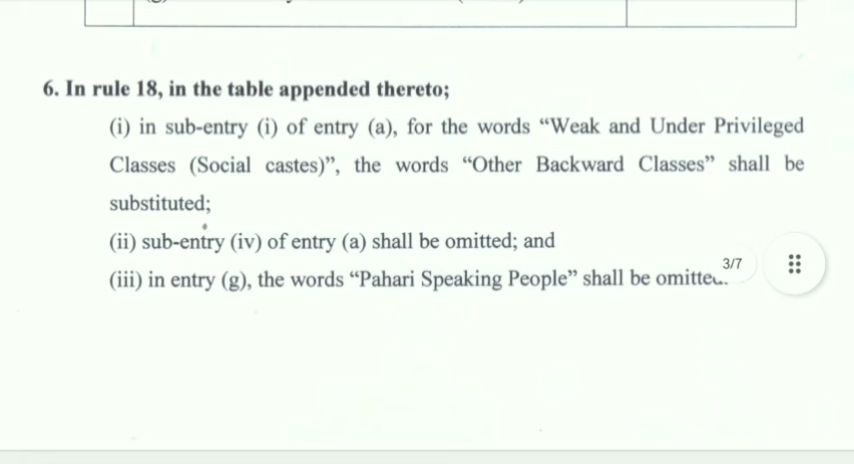 6. In rule 18, in the table appended thereto;
(i) in sub-entry (i) of entry (a), for the words “Weak and Under Privileged
Classes (Social castes)”, the words “Other Backward Classes” shall be
substituted;
(ii) sub-entry (iv) of entry (a) shall be omitted; and
(iii) in entry (g), the words “Pahari Speaking People” shall be omitted.
3/7